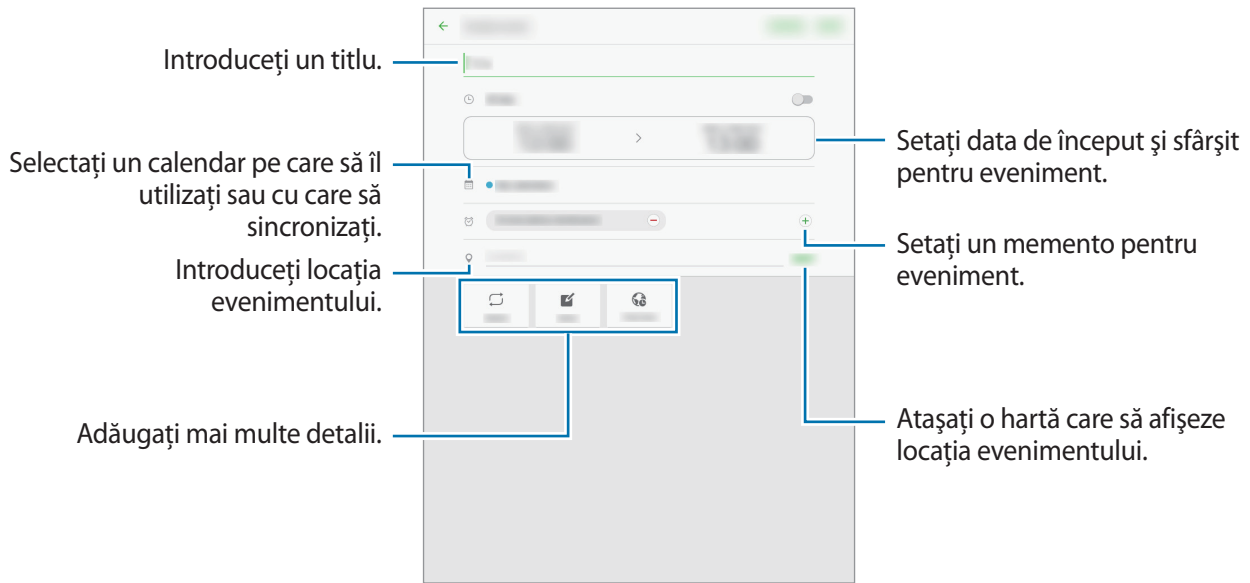 Introduceți un titlu.
Selectați un calendar pe care să îl
utilizați sau cu care să
sincronizați.
Introduceți locația
evenimentului.
Adăugați mai multe detalii.
Setați data de început şi sfârşit
pentru eveniment.
Setați un memento pentru
eveniment.
Ataşați o hartă care să afişeze
locația evenimentului.